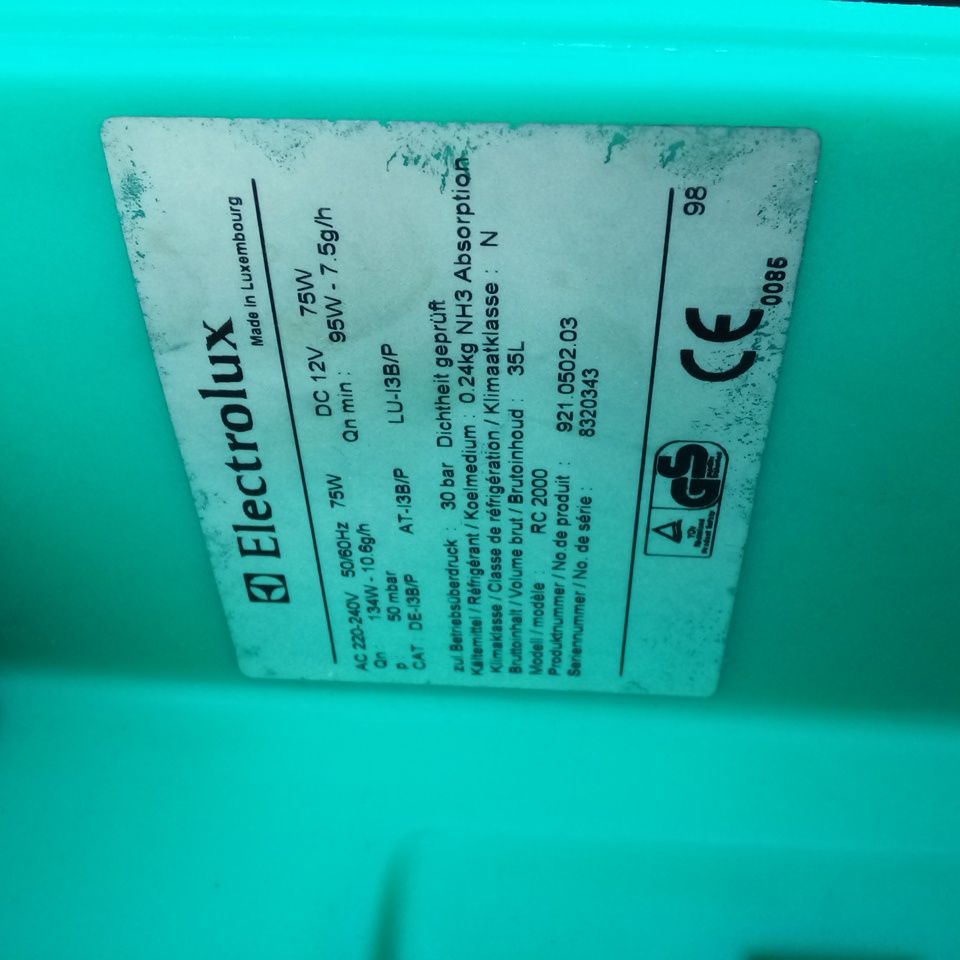 Electrolux
Made in Luxembourg
AC 220-240V 50/60Hz 75W DC 12V 75W
Qn 134W - 10.6g/h Qn min : 95W - 7.5g/h
p 50 mbar
CAT DE-I3B/P AT-I3B/P LU-I3B/P
zul.Betriebsüberdruck : 30 bar Dichtheit geprüft
Kältemittel / Réfrigérant / Koelmedium : 0.24kg NH3 Absorption
Klimaklasse / Classe de réfrigération / Klimaatklasse : N
Bruttoinhalt / Volume brut / Brutoinhoud : 35L
Modell / modèle : RC 2000
Produktnummer / No de produit : 921.0502.03
Seriennummer / No. de série : 8320343
TÜV
Product Safety
GS
CE 98
0086